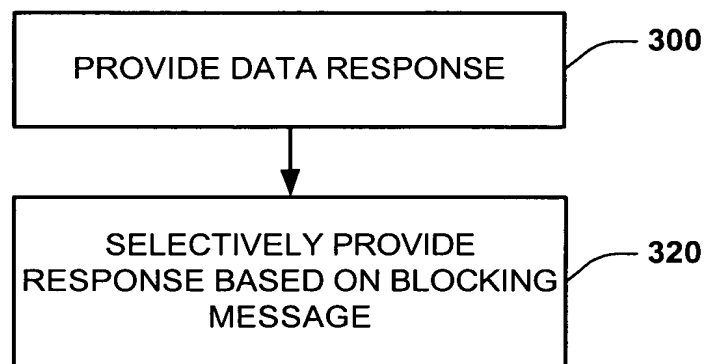 PROVIDE DATA RESPONSE
300
SELECTIVELY PROVIDE
RESPONSE BASED ON BLOCKING
MESSAGE
320